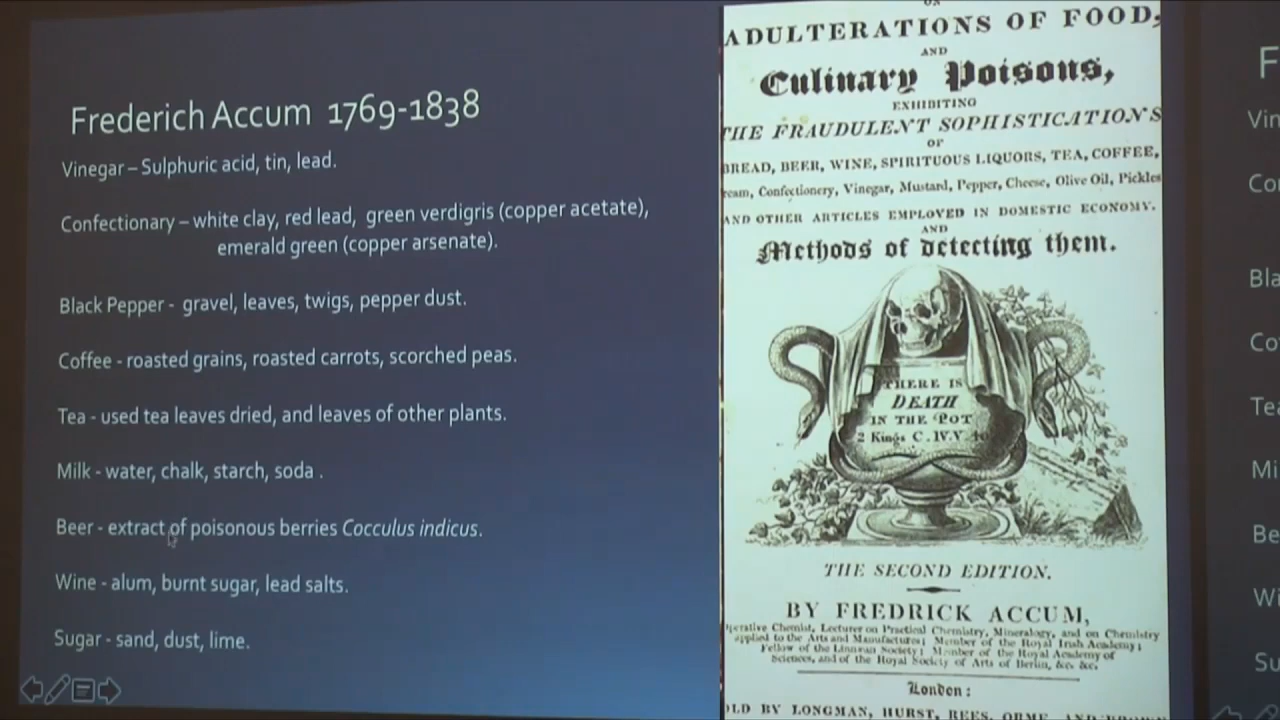 Frederich Accum 1769-1838
Vinegar – Sulphuric acid, tin, lead.
Confectionary – white clay, red lead, green verdigris (copper acetate),
emerald green (copper arsenate).
Black Pepper - gravel, leaves, twigs, pepper dust.
Coffee - roasted grains, roasted carrots, scorched peas.
Tea - used tea leaves dried, and leaves of other plants.
Milk - water, chalk, starch, soda .
Beer - extract of poisonous berries Cocculus indicus.
Wine - alum, burnt sugar, lead salts.
Sugar - sand, dust, lime.
ADULTERATIONS OF FOOD,
AND
Culinary Poisons,
EXHIBITING
THE FRAUDULENT SOPHISTICATIONS
OF
BREAD, BEER, WINE, SPIRITUOUS LIQUORS, TEA, COFFEE,
ream, Confectionery, Vinegar, Mustard, Pepper, Cheese, Olive Oil, Pickles
AND OTHER ARTICLES EMPLOYED IN DOMESTIC ECONOMY.
AND
Methods of detecting them.
THERE IS
DEATH
IN THE POT
2 Kings C. IV. V.
THE SECOND EDITION.
BY FREDRICK ACCUM,
perative Chemist, Lecturer on Practical Chemistry, Mineralogy, and on Chemistry
applied to the Arts and Manufactures; Member of the Royal Irish Academy;
Fellow of the Linnean Society; Member of the Royal Academy of
Sciences, and of the Royal Society of Arts of Berlin, &c. &c.
London:
OLD BY LONGMAN, HURST, REES, ORME, AND
F
Vin
Co
Bla
Co
Tea
Mi
Be
Wi
Su